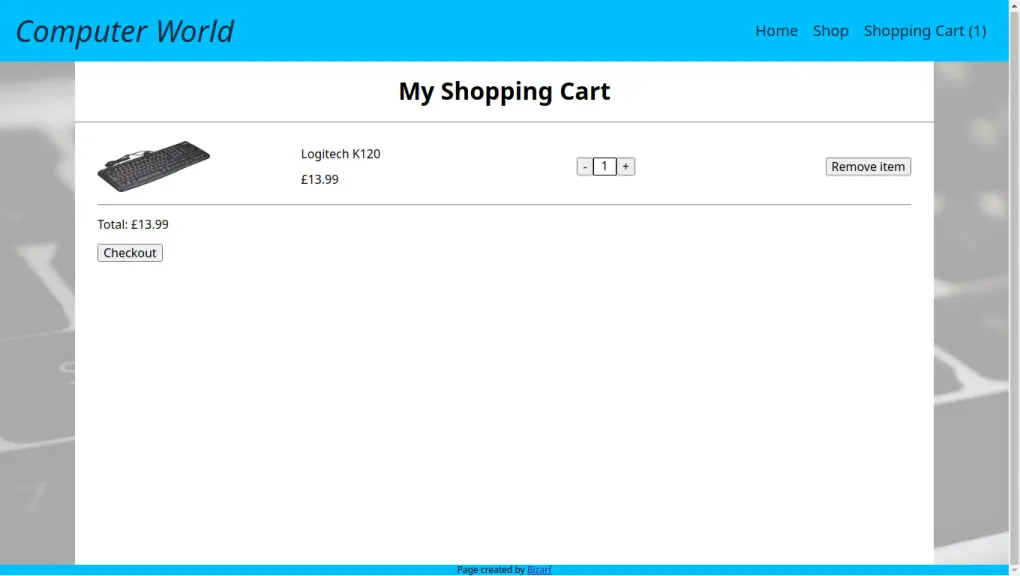 Computer World
Home Shop Shopping Cart (1)
My Shopping Cart
Logitech K120
£13.99
- 1 +
Remove item
Total: £13.99
Checkout
Page created by Bizarf